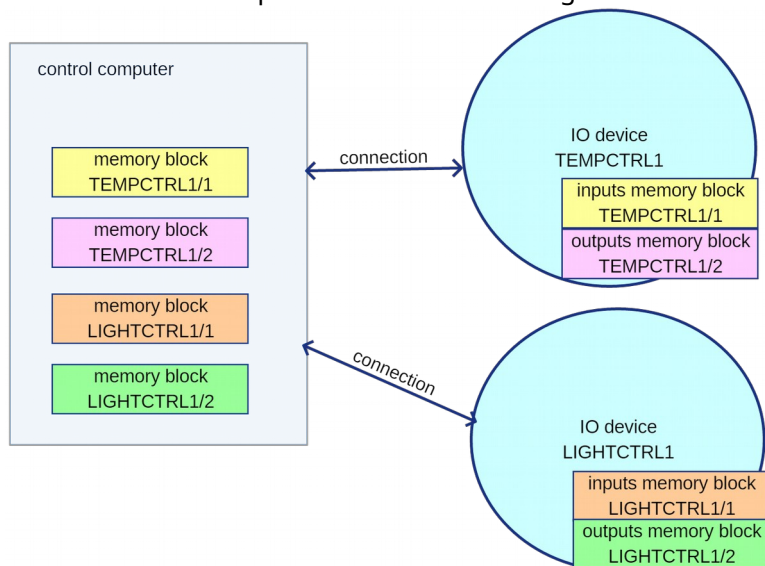 control computer
memory block
TEMPCTRL1/1
memory block
TEMPCTRL1/2
memory block
LIGHTCTRL1/1
memory block
LIGHTCTRL1/2
connection
connection
IO device
TEMPCTRL1
inputs memory block
TEMPCTRL1/1
outputs memory block
TEMPCTRL1/2
IO device
LIGHTCTRL1
inputs memory block
LIGHTCTRL1/1
outputs memory block
LIGHTCTRL1/2